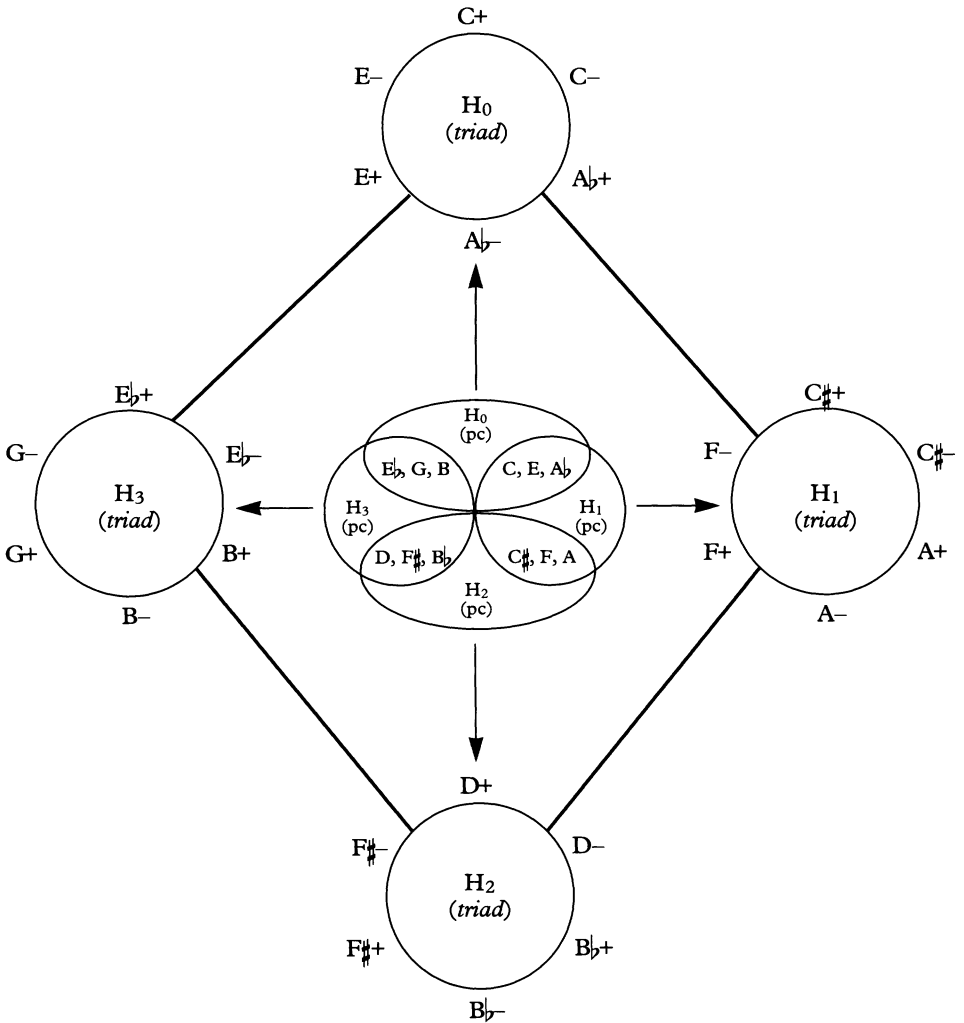 C+
E– C–
H0
(triad)
E+ A♭+
A♭–
E♭+ C♯+
H0
(pc)
G– E♭– F– C♯–
E♭, G, B C, E, A♭
H3
(triad)
H3
(pc)
H1
(pc)
H1
(triad)
G+ B+ F+ A+
D, F♯, B♭ C♯, F, A
H2
(pc)
B– A–
D+
F♯– D–
H2
(triad)
F♯+ B♭+
B♭–